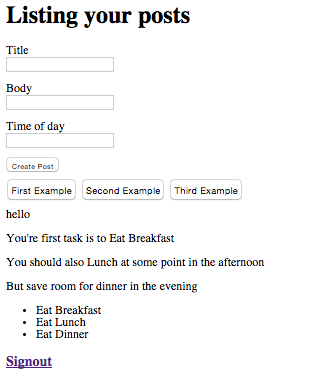 Listing your posts
Title
Body
Time of day
Create Post
First Example Second Example Third Example
hello
You're first task is to Eat Breakfast
You should also Lunch at some point in the afternoon
But save room for dinner in the evening
• Eat Breakfast
• Eat Lunch
• Eat Dinner
Signout